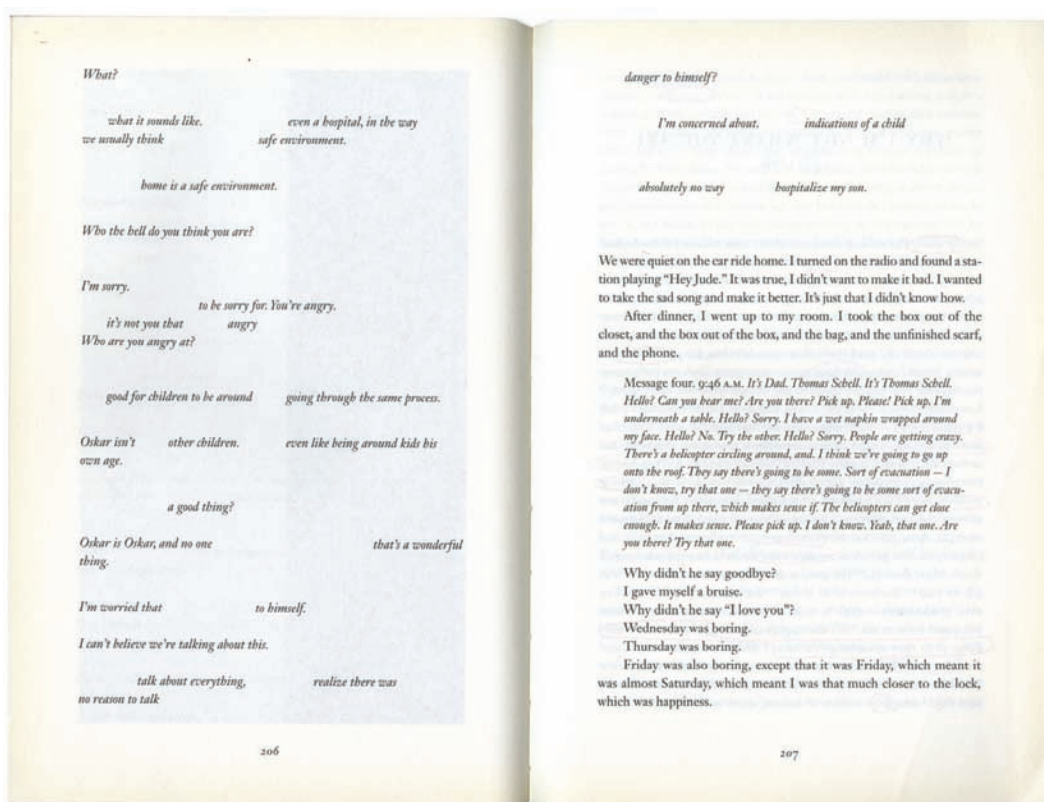 What?
what it sounds like. even a hospital, in the way
we usually think safe environment.
home is a safe environment.
Who the hell do you think you are?
I'm sorry.
to be sorry for. You're angry.
it's not you that angry
Who are you angry at?
good for children to be around going through the same process.
Oskar isn't other children. even like being around kids his
own age.
a good thing?
Oskar is Oskar, and no one that's a wonderful
thing.
I'm worried that to himself.
I can't believe we're talking about this.
talk about everything, realize there was
no reason to talk
206
danger to himself?
I'm concerned about. indications of a child
absolutely no way hospitalize my son.
We were quiet on the car ride home. I turned on the radio and found a sta-
tion playing “Hey Jude.” It was true, I didn't want to make it bad. I wanted
to take the sad song and make it better. It's just that I didn't know how.
After dinner, I went up to my room. I took the box out of the
closet, and the box out of the box, and the bag, and the unfinished scarf,
and the phone.
Message four. 9:46 A.M. It's Dad. Thomas Schell. It's Thomas Schell.
Hello? Can you hear me? Are you there? Pick up. Please! Pick up. I'm
underneath a table. Hello? Sorry. I have a wet napkin wrapped around
my face. Hello? No. Try the other. Hello? Sorry. People are getting crazy.
There's a helicopter circling around, and. I think we're going to go up
onto the roof. They say there's going to be some. Sort of evacuation — I
don't know, try that one — they say there's going to be some sort of evacu-
ation from up there, which makes sense if. The helicopters can get close
enough. It makes sense. Please pick up. I don't know. Yeah, that one. Are
you there? Try that one.
Why didn't he say goodbye?
I gave myself a bruise.
Why didn't he say “I love you”?
Wednesday was boring.
Thursday was boring.
Friday was also boring, except that it was Friday, which meant it
was almost Saturday, which meant I was that much closer to the lock,
which was happiness.
207